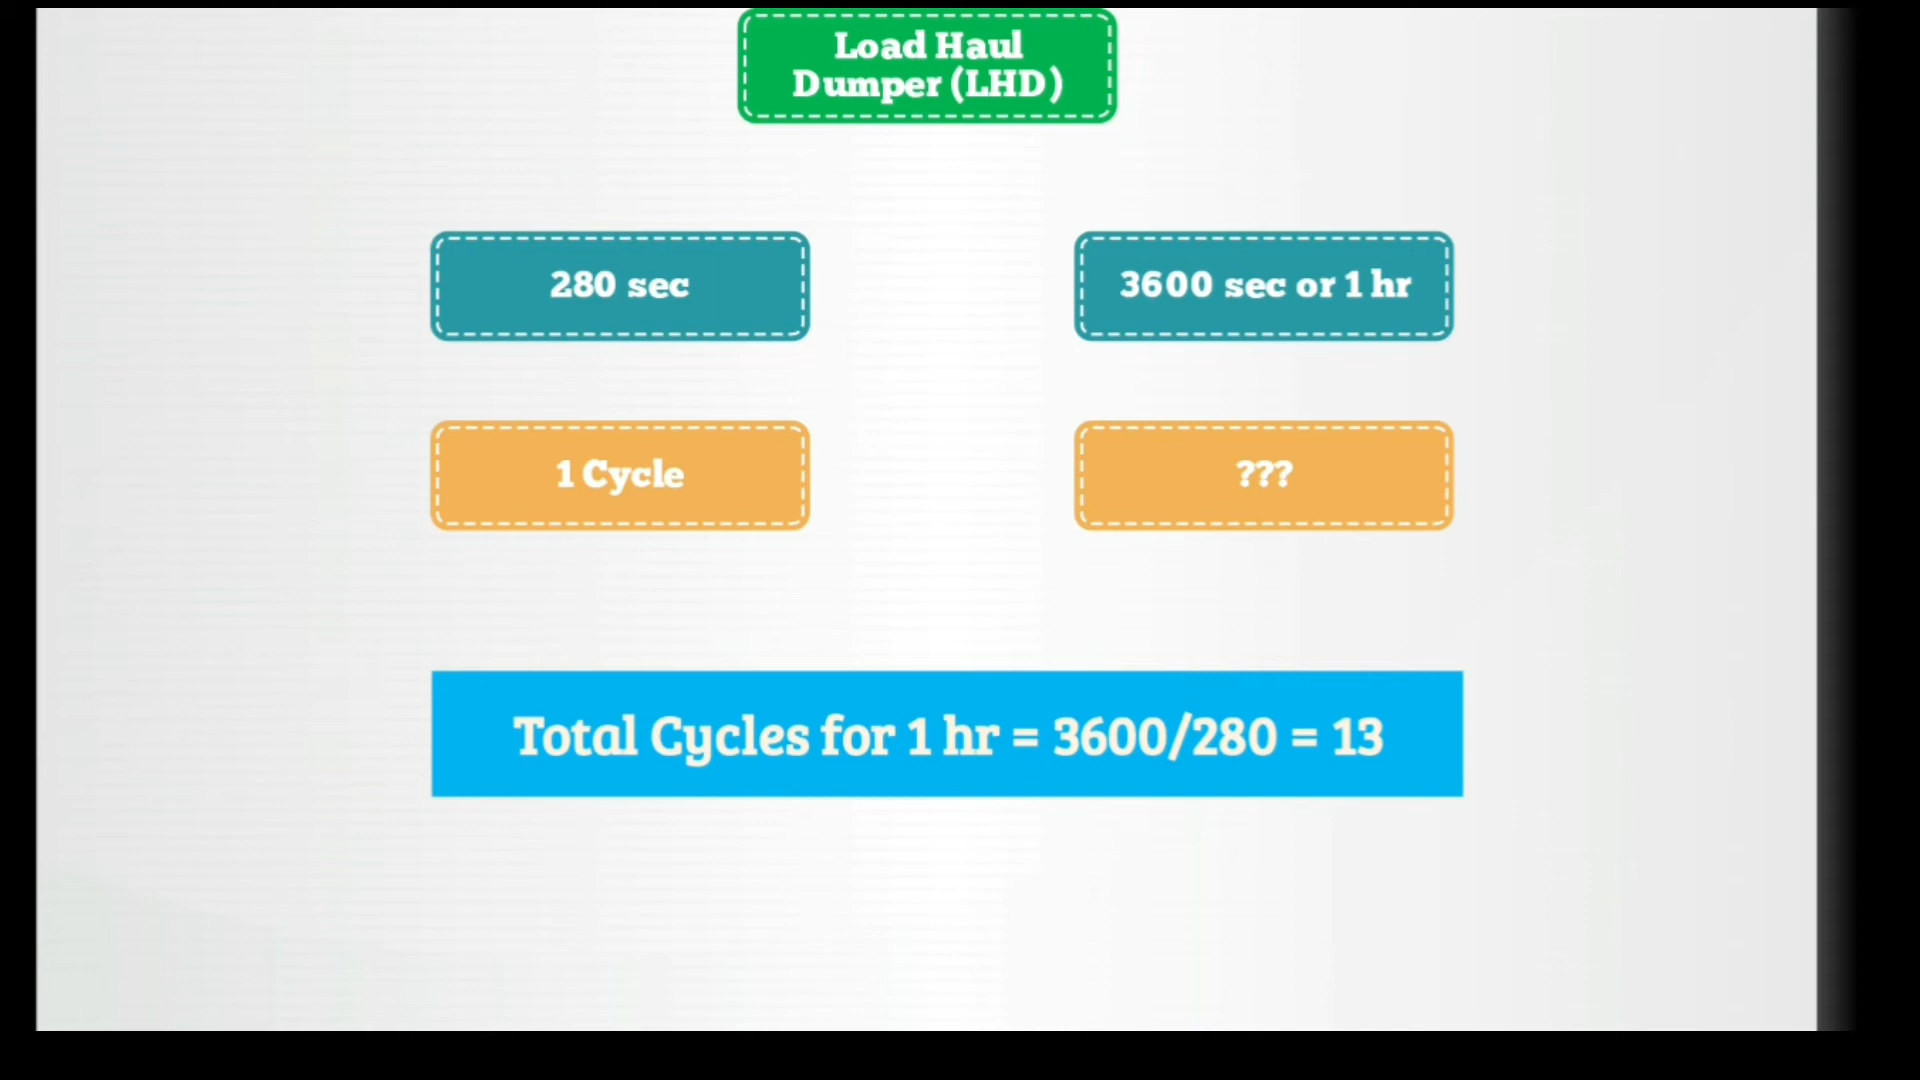 Load Haul
Dumper (LHD)
280 sec
3600 sec or 1 hr
1 Cycle
???
Total Cycles for 1 hr = 3600/280 = 13